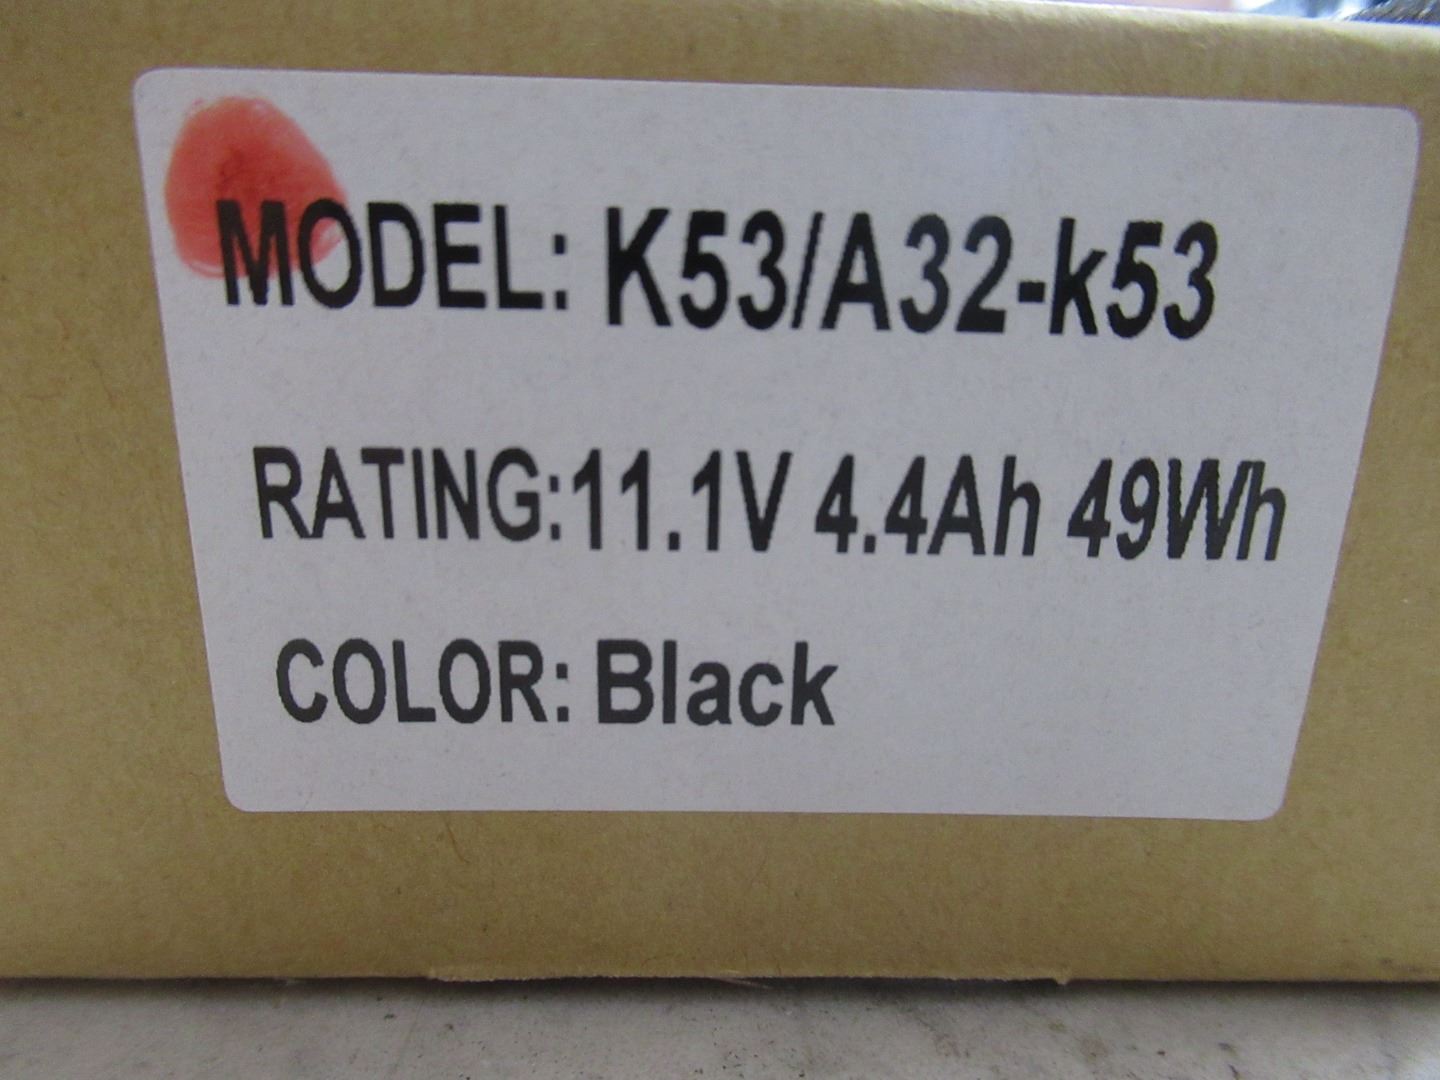 MODEL: K53/A32-k53
RATING:11.1V 4.4Ah 49Wh
COLOR: Black